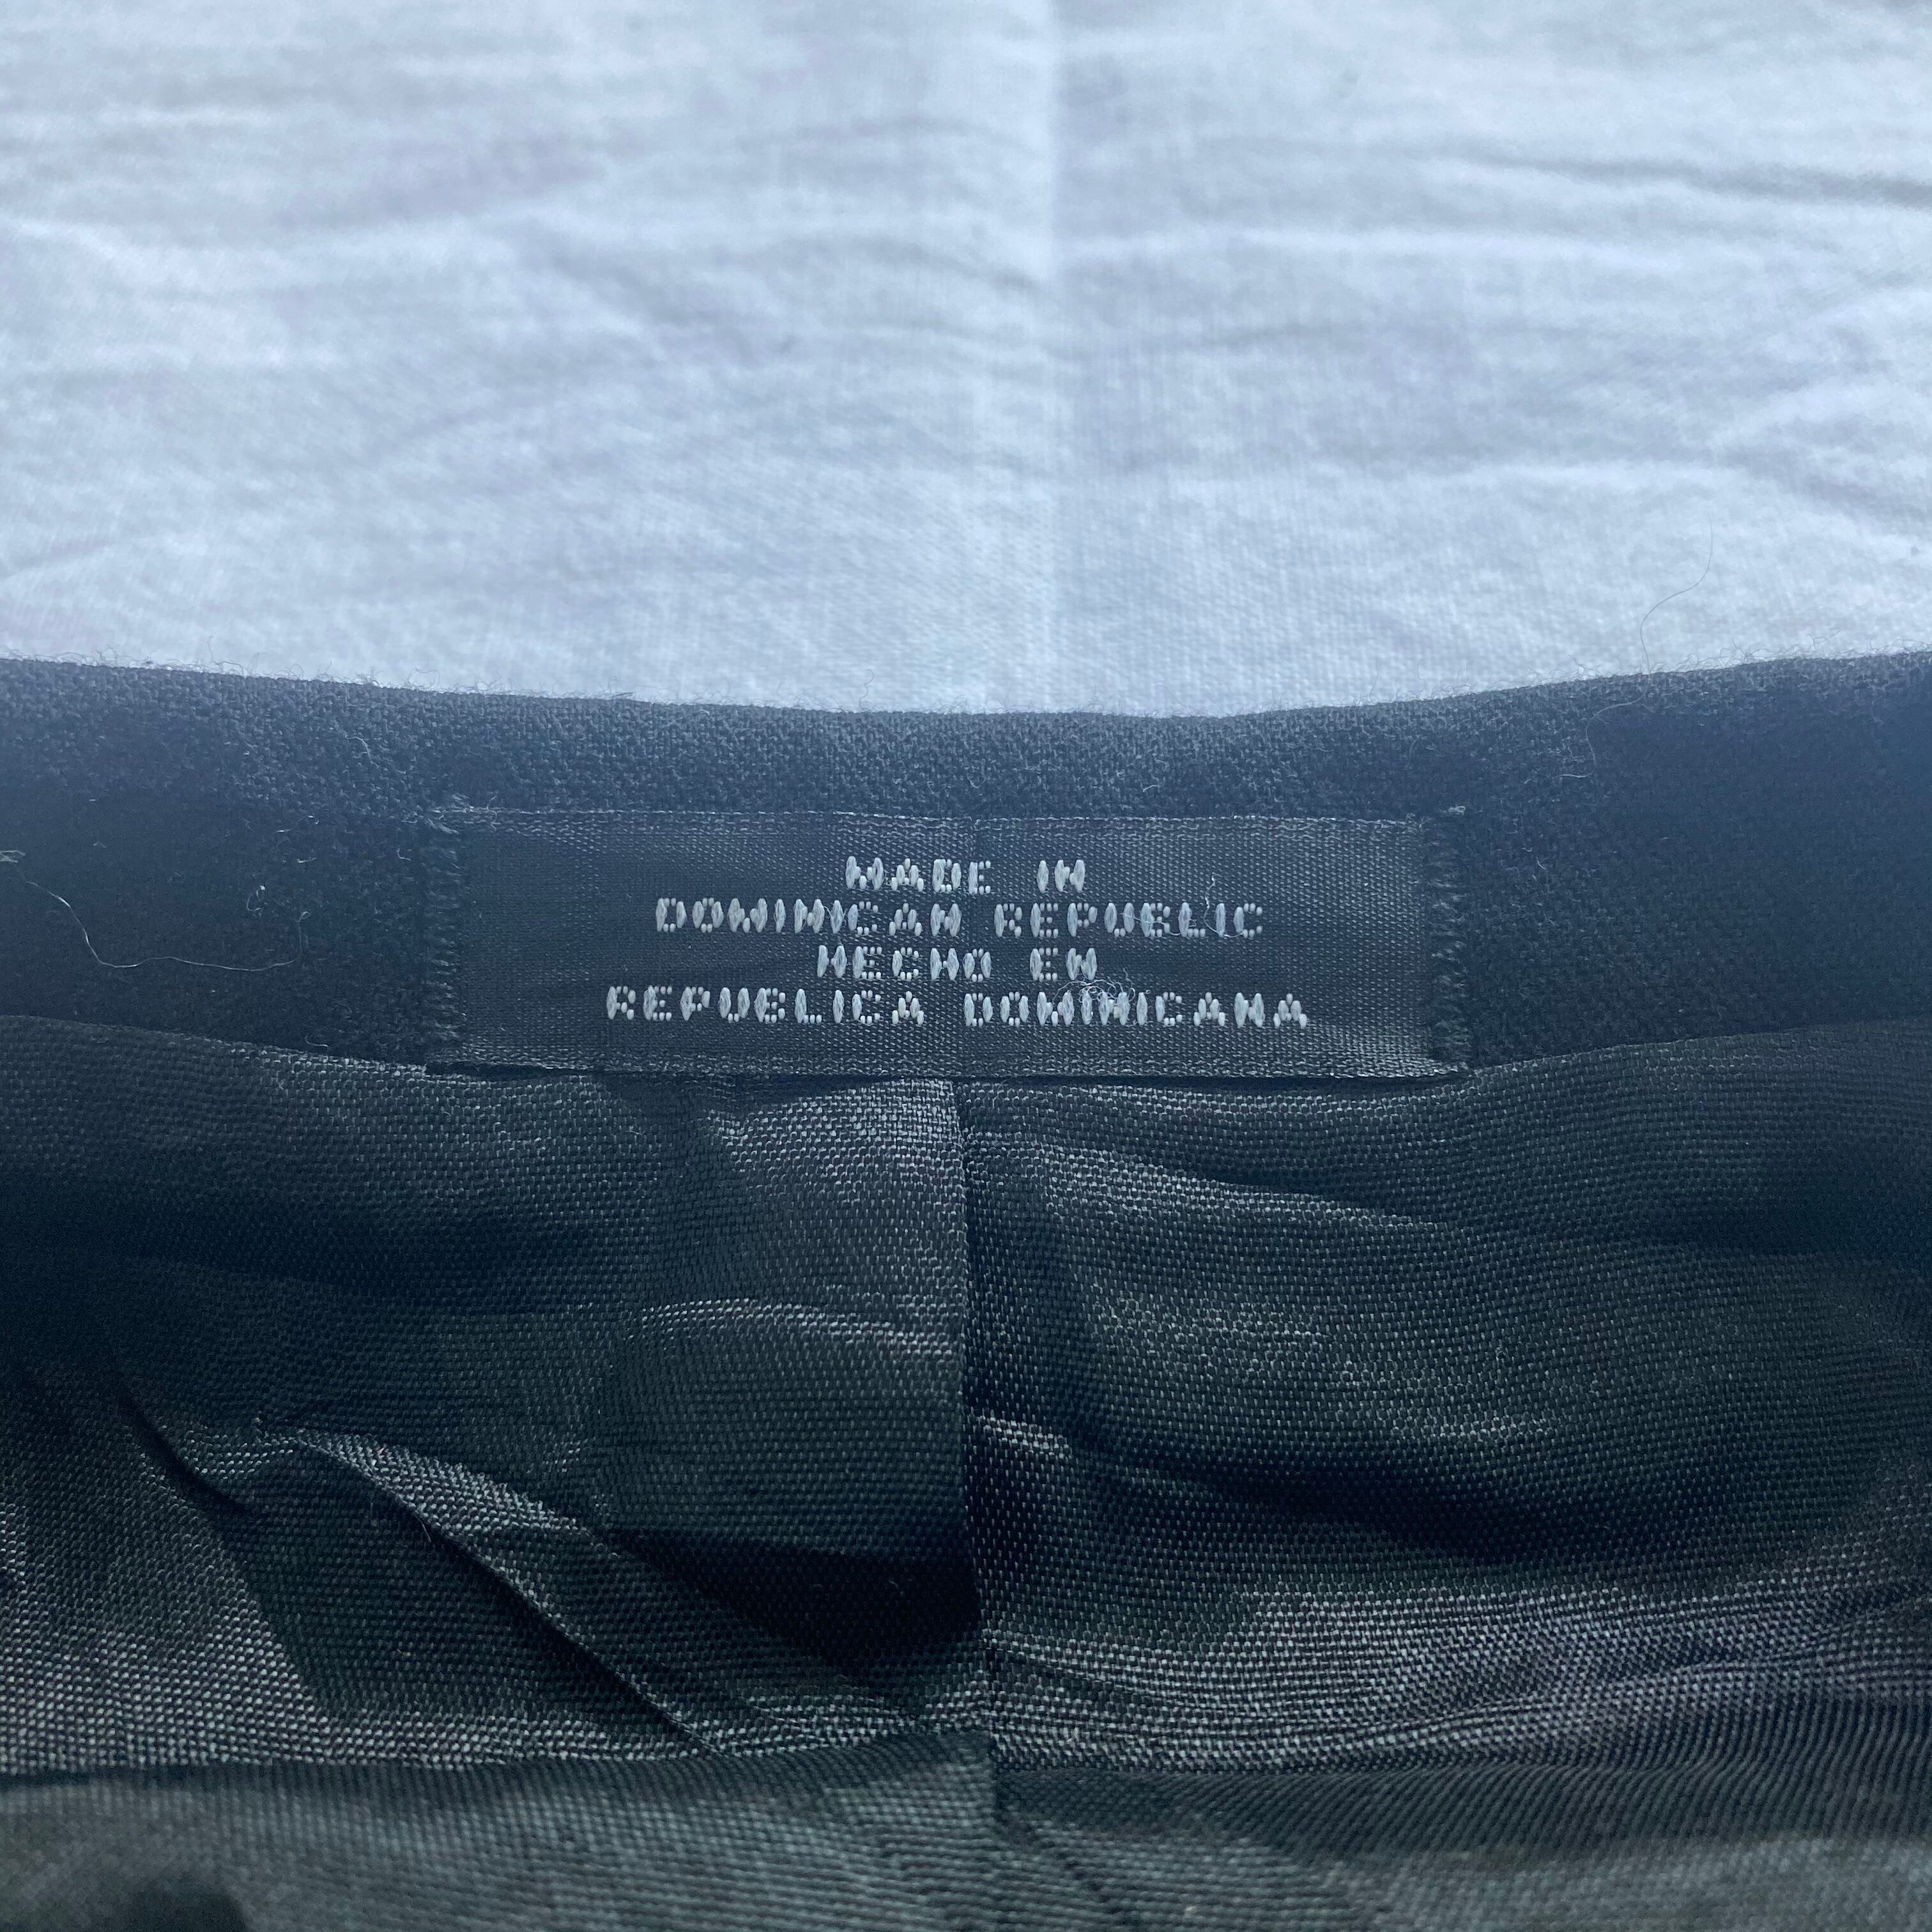 MADE IN
DOMINICAN REPUBLIC
HECHO EN
REPUBLICA DOMINICANA